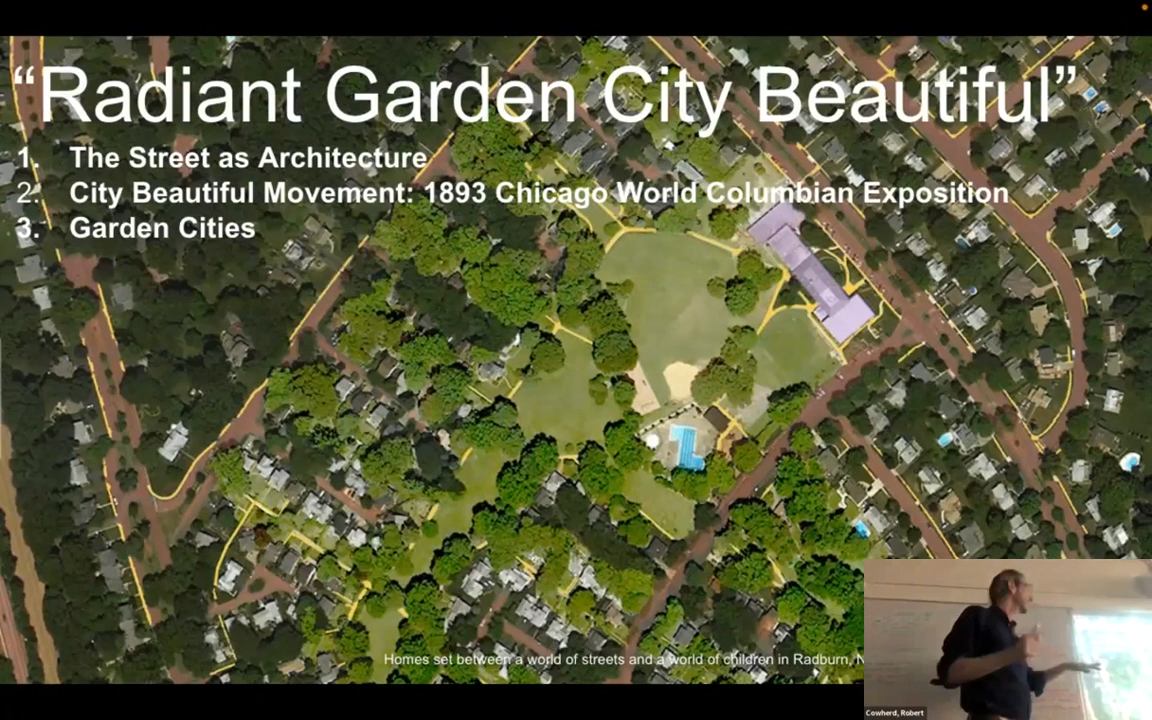 “Radiant Garden City Beautiful”
1. The Street as Architecture
2. City Beautiful Movement: 1893 Chicago World Columbian Exposition
3. Garden Cities
Homes set between a world of streets and a world of children in Radburn, N
Cowherd, Robert